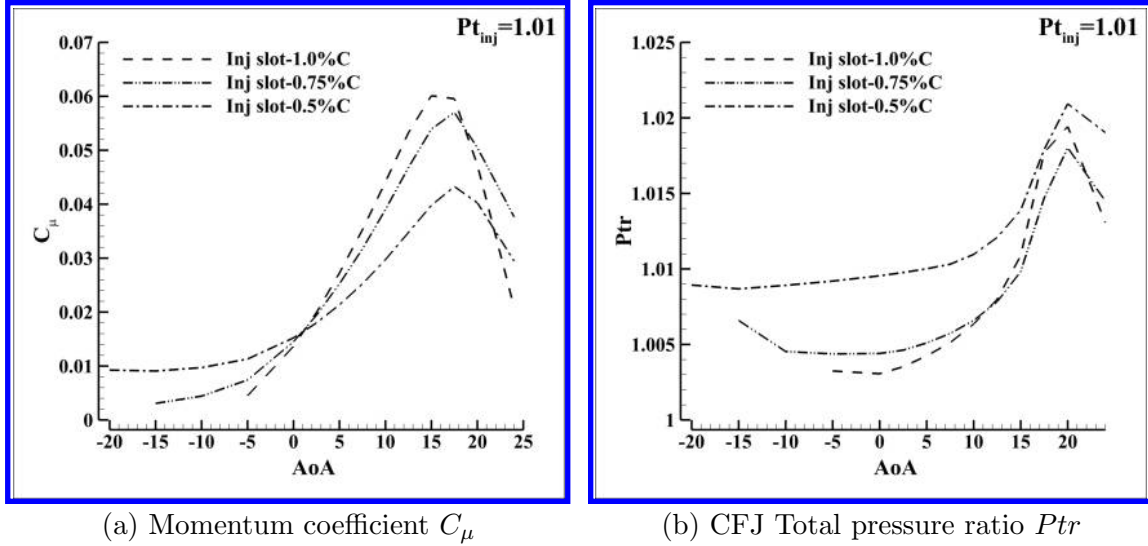 Pt_inj=1.01
0.07
0.06
0.05
0.04
0.03
0.02
0.01
0
C_μ
Inj slot-1.0%C
Inj slot-0.75%C
Inj slot-0.5%C
-20 -15 -10 -5 0 5 10 15 20 25
AoA
(a) Momentum coefficient C_μ
Pt_inj=1.01
1.025
1.02
1.015
1.01
1.005
1
Ptr
Inj slot-1.0%C
Inj slot-0.75%C
Inj slot-0.5%C
-20 -15 -10 -5 0 5 10 15 20
AoA
(b) CFJ Total pressure ratio Ptr